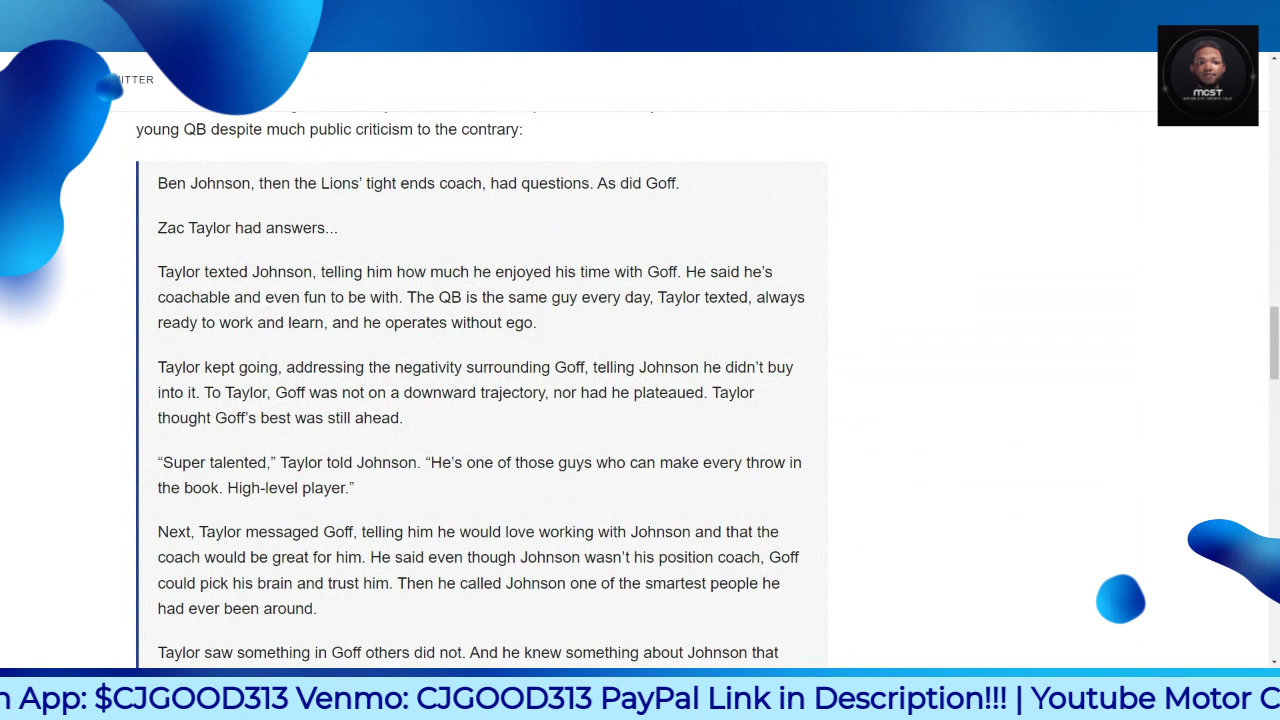 ITTER
young QB despite much public criticism to the contrary:
Ben Johnson, then the Lions’ tight ends coach, had questions. As did Goff.
Zac Taylor had answers...
Taylor texted Johnson, telling him how much he enjoyed his time with Goff. He said he’s
coachable and even fun to be with. The QB is the same guy every day, Taylor texted, always
ready to work and learn, and he operates without ego.
Taylor kept going, addressing the negativity surrounding Goff, telling Johnson he didn’t buy
into it. To Taylor, Goff was not on a downward trajectory, nor had he plateaued. Taylor
thought Goff’s best was still ahead.
“Super talented,” Taylor told Johnson. “He’s one of those guys who can make every throw in
the book. High-level player.”
Next, Taylor messaged Goff, telling him he would love working with Johnson and that the
coach would be great for him. He said even though Johnson wasn’t his position coach, Goff
could pick his brain and trust him. Then he called Johnson one of the smartest people he
had ever been around.
Taylor saw something in Goff others did not. And he knew something about Johnson that
MCST
MOTOR CITY SPORTS TALK
n App: $CJGOOD313 Venmo: CJGOOD313 PayPal Link in Description!!! | Youtube Motor C